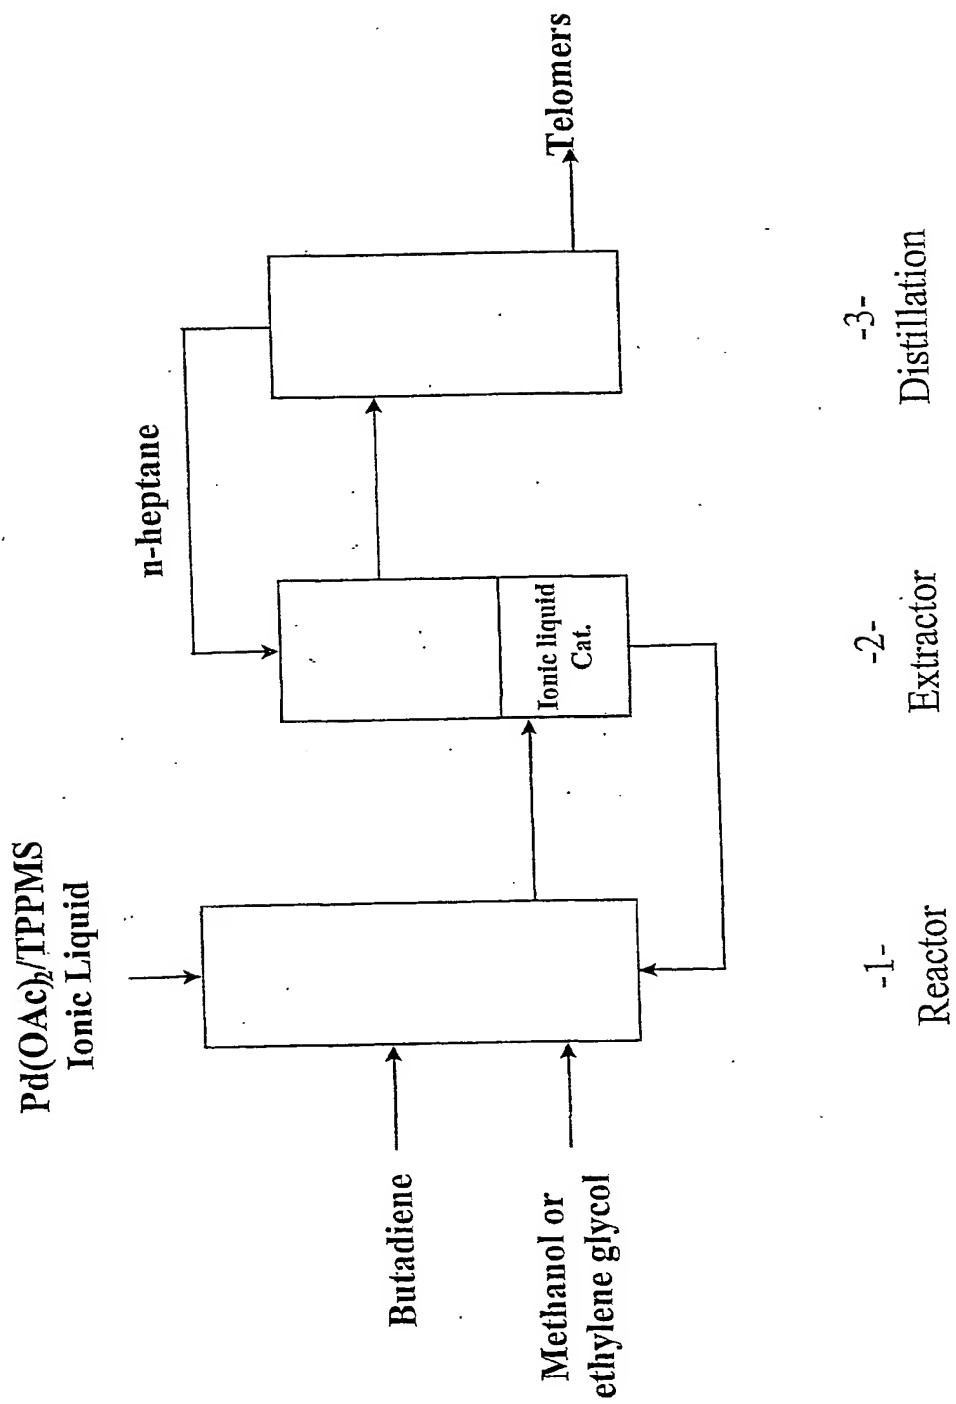 Pd(OAc)2/TPPMS
Ionic Liquid
n-heptane
Butadiene
Methanol or
ethylene glycol
Ionic liquid
Cat.
Telomers
-1-
Reactor
-2-
Extractor
-3-
Distillation